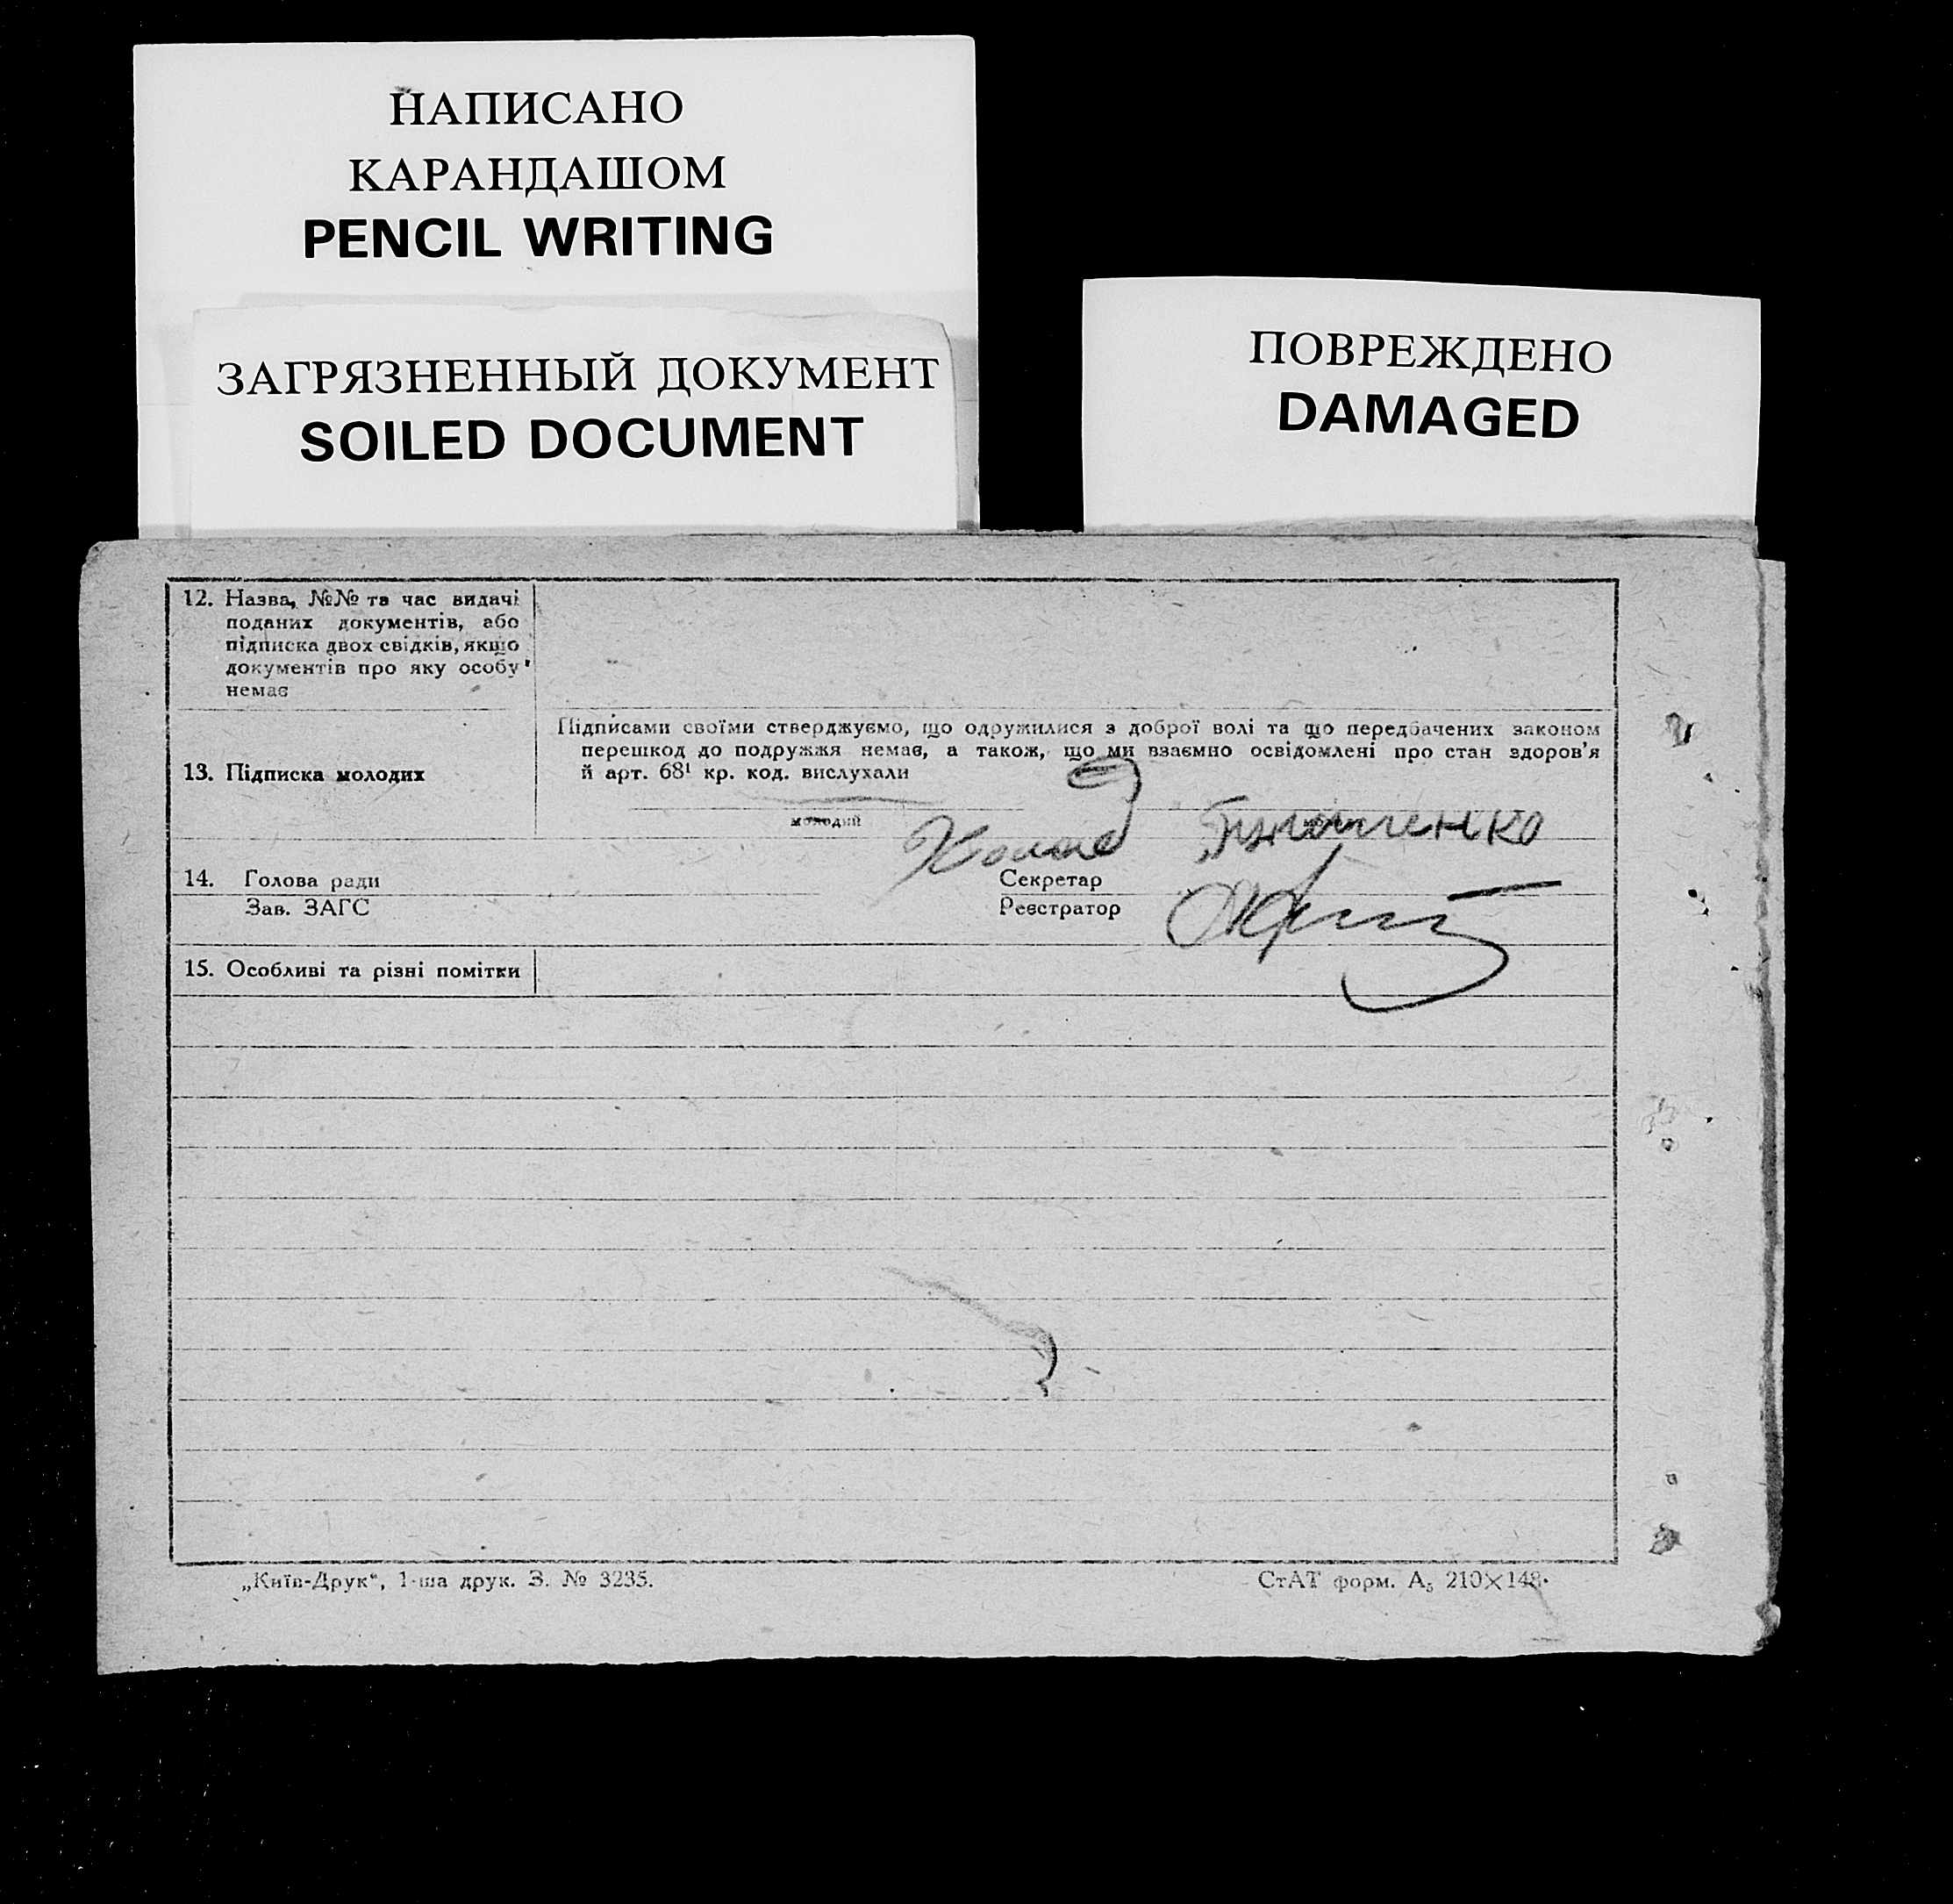 НАПИСАНО
КАРАНДАШОМ
PENCIL WRITING
ЗАГРЯЗНЕННЫЙ ДОКУМЕНТ
SOILED DOCUMENT
ПОВРЕЖДЕНО
DAMAGED
12. Назва, №№ та час видачі
поданих документів, або
підписка двох свідків, якщо
документів про яку особу
немає
13. Підписка молодих
Підписами своїми стверджуємо, що одружилися з доброї волі та що передбачених законом
перешкод до подружжя немає, а також, що ми взаємно освідомлені про стан здоров'я
й арт. 68¹ кр. код. вислухали
молодий
14. Голова ради
Секретар
Зав. ЗАГС
Реєстратор
15. Особливі та різні помітки
„Київ-Друк“, 1-ша друк. З. № 3235.
СтАТ форм. А₅ 210×148.